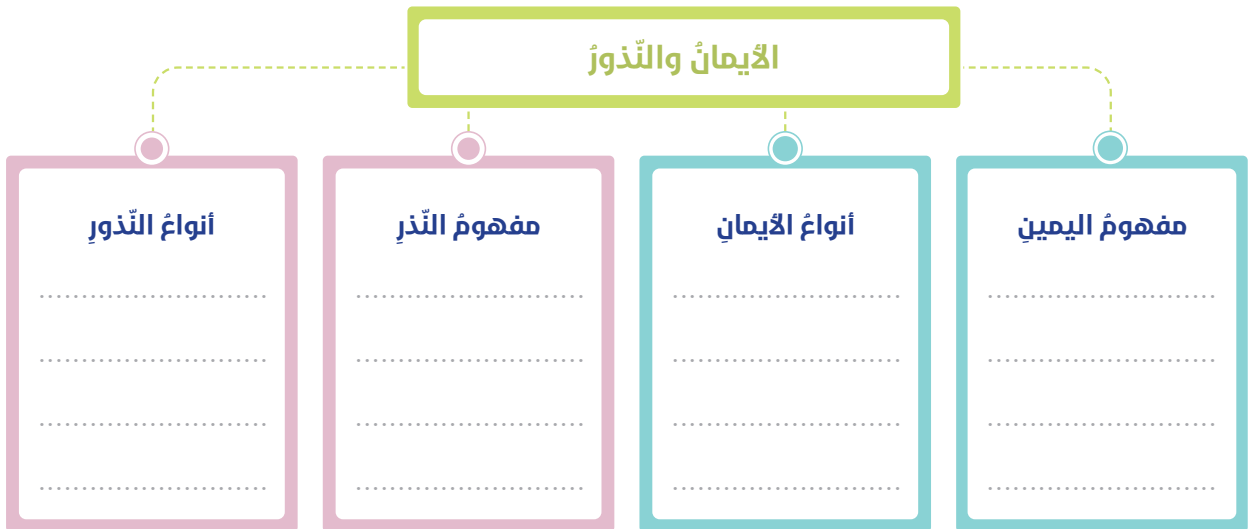 الأيمانُ والنّذورُ
مفهومُ اليمينِ
أنواعُ الأيمانِ
مفهومُ النّذرِ
أنواعُ النّذورِ